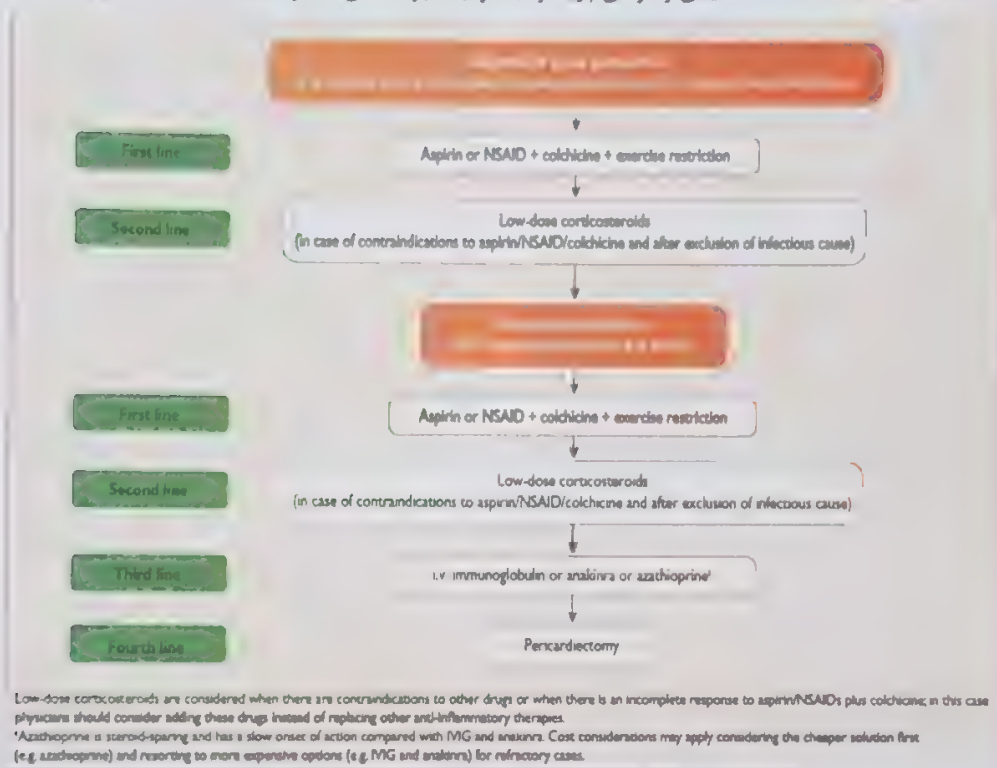 First line
Aspirin or NSAID + colchicine + exercise restriction
Second line
Low-dose corticosteroids
(in case of contraindications to aspirin/NSAID/colchicine and after exclusion of infectious cause)
First line
Aspirin or NSAID + colchicine + exercise restriction
Second line
Low-dose corticosteroids
(in case of contraindications to aspirin/NSAID/colchicine and after exclusion of infectious cause)
Third line
i.v. immunoglobulin or anakinra or azathioprineª
Fourth line
Pericardiectomy
Low-dose corticosteroids are considered when there are contraindications to other drugs or when there is an incomplete response to aspirin/NSAIDs plus colchicine; in this case
physicians should consider adding these drugs instead of replacing other anti-inflammatory therapies.
ªAzathioprine is steroid-sparing and has a slow onset of action compared with IVIG and anakinra. Cost considerations may apply considering the cheaper solution first
(e.g. azathioprine) and resorting to more expensive options (e.g. IVIG and anakinra) for refractory cases.